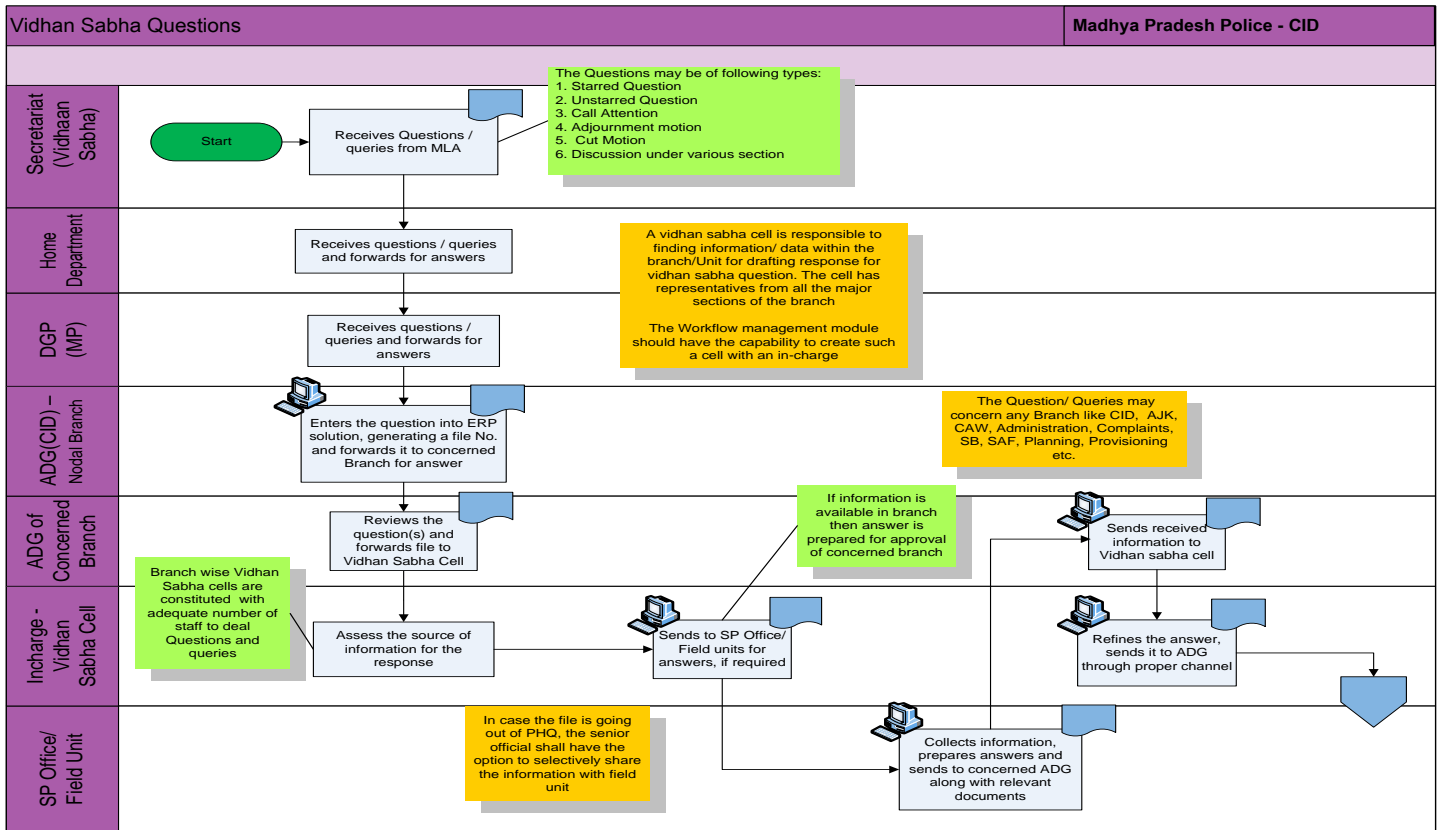 Vidhan Sabha Questions
Madhya Pradesh Police - CID
Secretariat
(Vidhaan
Sabha)
Start
Receives Questions /
queries from MLA
The Questions may be of following types:
1. Starred Question
2. Unstarred Question
3. Call Attention
4. Adjournment motion
5. Cut Motion
6. Discussion under various section
Home
Department
Receives questions / queries
and forwards for answers
A vidhan sabha cell is responsible to
finding information/ data within the
branch/Unit for drafting response for
vidhan sabha question. The cell has
representatives from all the major
sections of the branch
The Workflow management module
should have the capability to create such
a cell with an in-charge
DGP
(MP)
Receives questions /
queries and forwards for
answers
ADG(CID) –
Nodal Branch
Enters the question into ERP
solution, generating a file No.
and forwards it to concerned
Branch for answer
The Question/ Queries may
concern any Branch like CID, AJK,
CAW, Administration, Complaints,
SB, SAF, Planning, Provisioning
etc.
ADG of
Concerned
Branch
Reviews the
question(s) and
forwards file to
Vidhan Sabha Cell
If information is
available in branch
then answer is
prepared for approval
of concerned branch
Sends received
information to
Vidhan sabha cell
Incharge -
Vidhan
Sabha Cell
Branch wise Vidhan
Sabha cells are
constituted with
adequate number of
staff to deal
Questions and
queries
Assess the source of
information for the
response
Sends to SP Office/
Field units for
answers, if required
Refines the answer,
sends it to ADG
through proper channel
SP Office/
Field Unit
In case the file is going
out of PHQ, the senior
official shall have the
option to selectively share
the information with field
unit
Collects information,
prepares answers and
sends to concerned ADG
along with relevant
documents